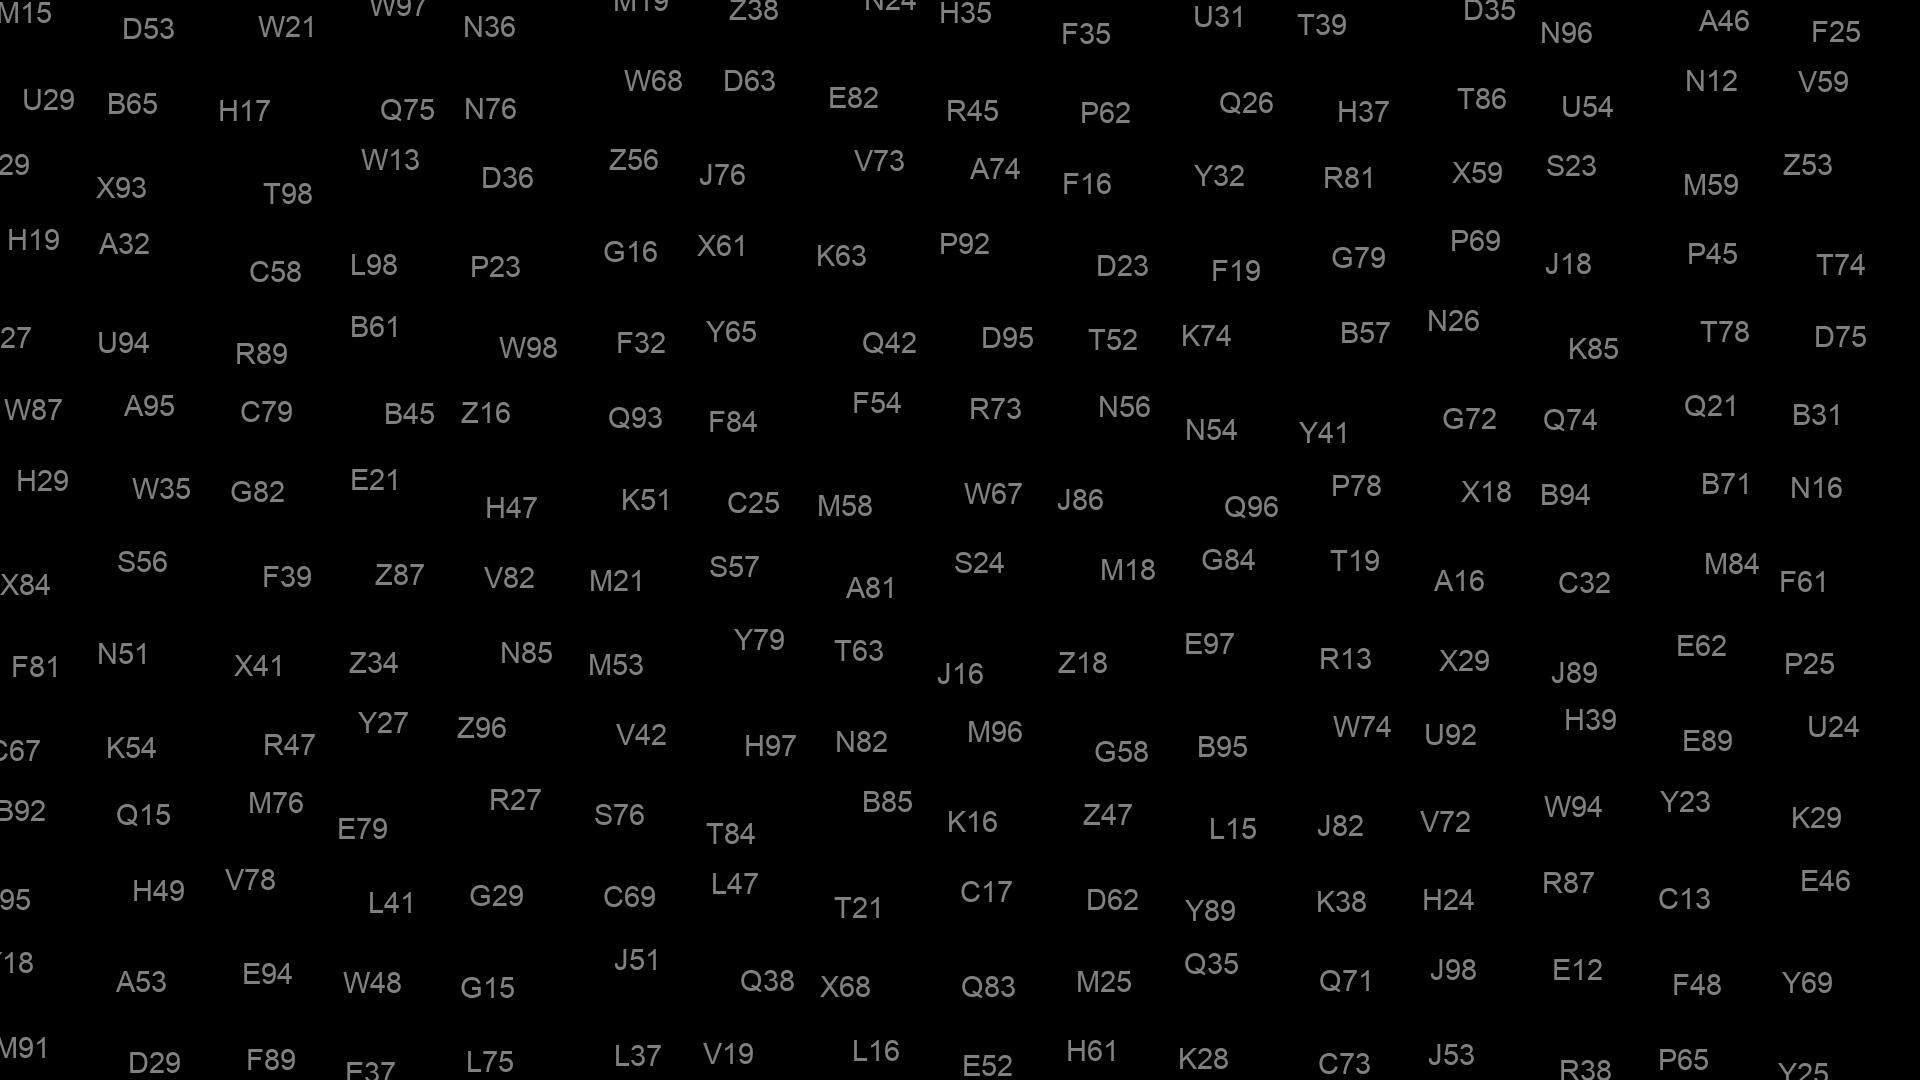 M15 D53 W21 W97 N36 M19 Z38 N24 H35 F35 U31 T39 D35 N96 A46 F25
U29 B65 H17 Q75 N76 W68 D63 E82 R45 P62 Q26 H37 T86 U54 N12 V59
29 X93 T98 W13 D36 Z56 J76 V73 A74 F16 Y32 R81 X59 S23 M59 Z53
H19 A32 C58 L98 P23 G16 X61 K63 P92 D23 F19 G79 P69 J18 P45 T74
27 U94 R89 B61 W98 F32 Y65 Q42 D95 T52 K74 B57 N26 K85 T78 D75
W87 A95 C79 B45 Z16 Q93 F84 F54 R73 N56 N54 Y41 G72 Q74 Q21 B31
H29 W35 G82 E21 H47 K51 C25 M58 W67 J86 Q96 P78 X18 B94 B71 N16
X84 S56 F39 Z87 V82 M21 S57 A81 S24 M18 G84 T19 A16 C32 M84 F61
F81 N51 X41 Z34 N85 M53 Y79 T63 J16 Z18 E97 R13 X29 J89 E62 P25
C67 K54 R47 Y27 Z96 V42 H97 N82 M96 G58 B95 W74 U92 H39 E89 U24
B92 Q15 M76 E79 R27 S76 T84 B85 K16 Z47 L15 J82 V72 W94 Y23 K29
95 H49 V78 L41 G29 C69 L47 T21 C17 D62 Y89 K38 H24 R87 C13 E46
18 A53 E94 W48 G15 J51 Q38 X68 Q83 M25 Q35 Q71 J98 E12 F48 Y69
M91 D29 F89 L75 L37 V19 L16 E52 H61 K28 C73 J53 R38 P65 Y25